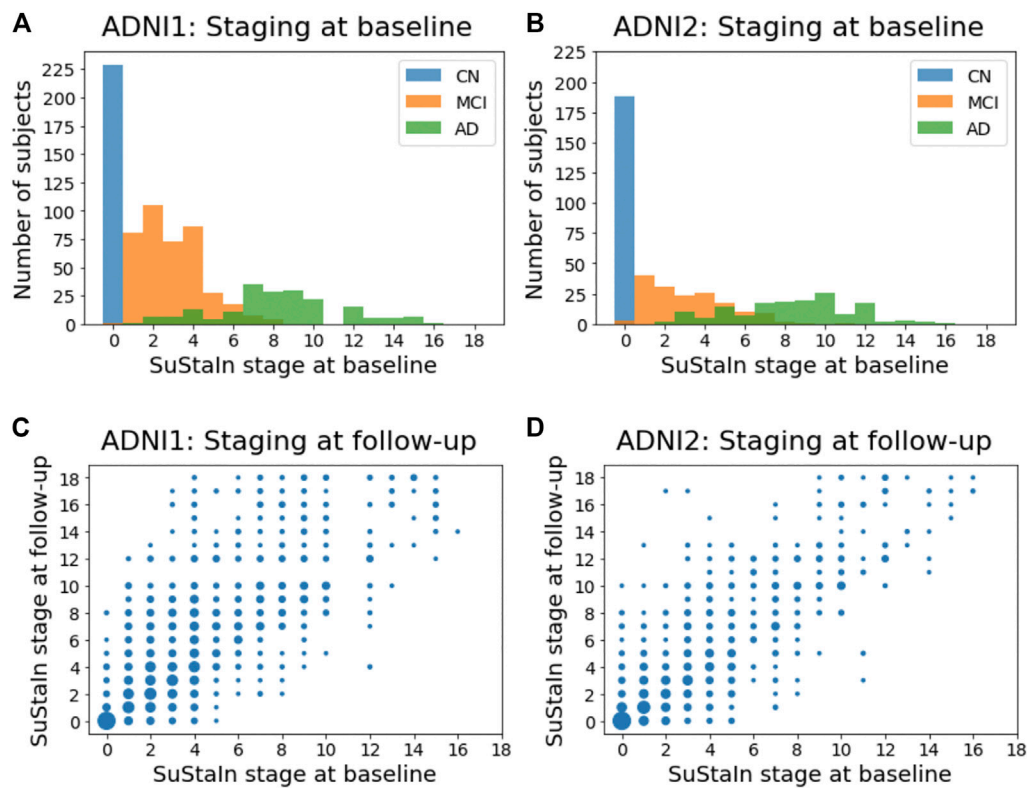 A
ADNI1: Staging at baseline
Number of subjects
225
200
175
150
125
100
75
50
25
0
CN
MCI
AD
0 2 4 6 8 10 12 14 16 18
SuStaIn stage at baseline
B
ADNI2: Staging at baseline
Number of subjects
225
200
175
150
125
100
75
50
25
0
CN
MCI
AD
0 2 4 6 8 10 12 14 16 18
SuStaIn stage at baseline
C
ADNI1: Staging at follow-up
SuStaIn stage at follow-up
18
16
14
12
10
8
6
4
2
0
0 2 4 6 8 10 12 14 16 18
SuStaIn stage at baseline
D
ADNI2: Staging at follow-up
SuStaIn stage at follow-up
18
16
14
12
10
8
6
4
2
0
0 2 4 6 8 10 12 14 16 18
SuStaIn stage at baseline